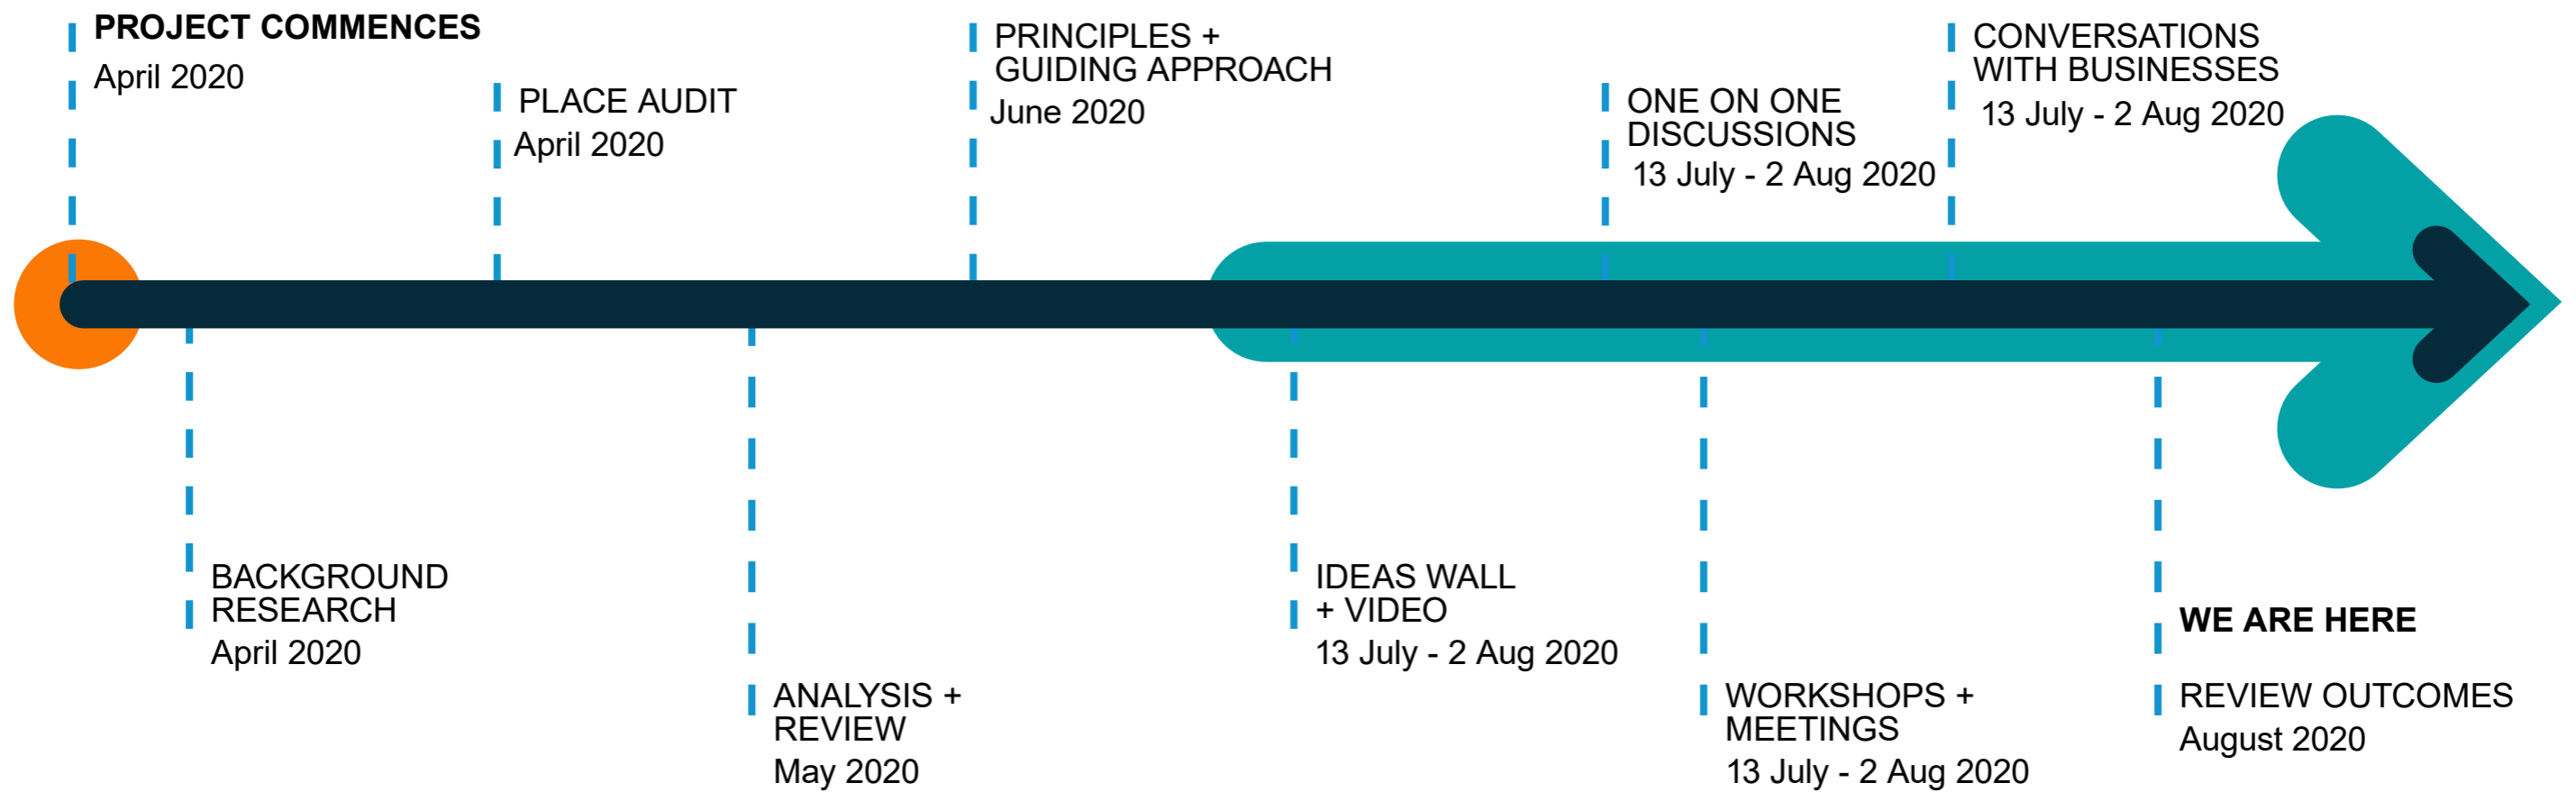 PROJECT COMMENCES
April 2020
BACKGROUND
RESEARCH
April 2020
PLACE AUDIT
April 2020
ANALYSIS +
REVIEW
May 2020
PRINCIPLES +
GUIDING APPROACH
June 2020
IDEAS WALL
+ VIDEO
13 July - 2 Aug 2020
ONE ON ONE
DISCUSSIONS
13 July - 2 Aug 2020
WORKSHOPS +
MEETINGS
13 July - 2 Aug 2020
CONVERSATIONS
WITH BUSINESSES
13 July - 2 Aug 2020
WE ARE HERE
REVIEW OUTCOMES
August 2020